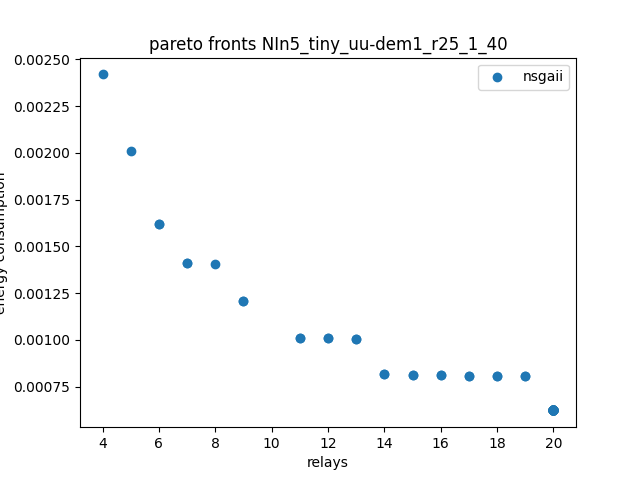 pareto fronts NIn5_tiny_uu-dem1_r25_1_40
nsgaii
0.00250
0.00225
0.00200
0.00175
0.00150
0.00125
0.00100
0.00075
energy consumption
4 6 8 10 12 14 16 18 20
relays